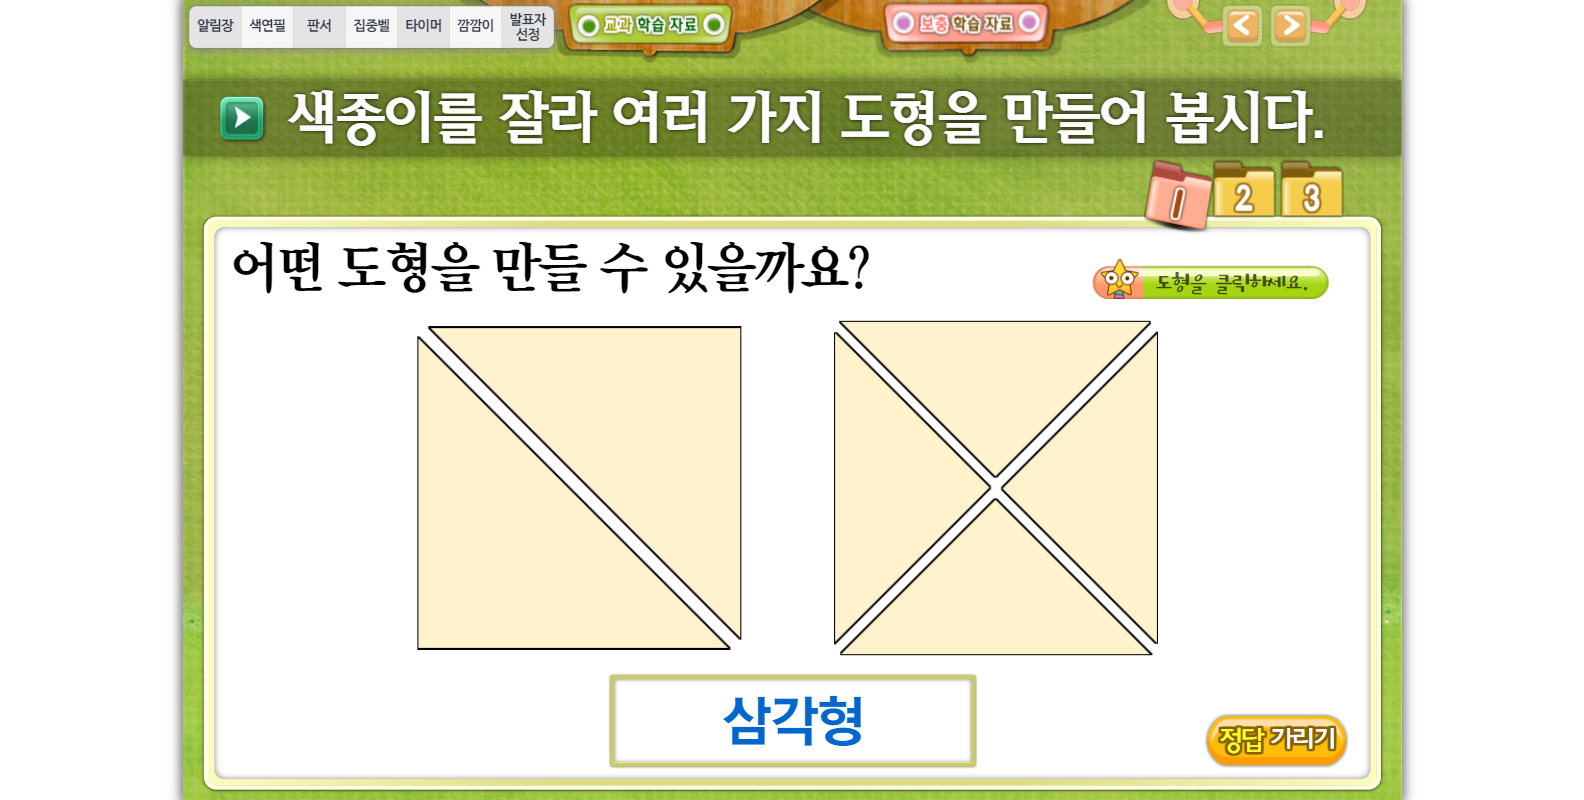 알림장 색연필 판서 집중벨 타이머 깜깜이 발표자 선정
교과 학습 자료
보충 학습 자료
색종이를 잘라 여러 가지 도형을 만들어 봅시다.
1 2 3
어떤 도형을 만들 수 있을까요?
도형을 클릭하세요.
삼각형
정답 가리기